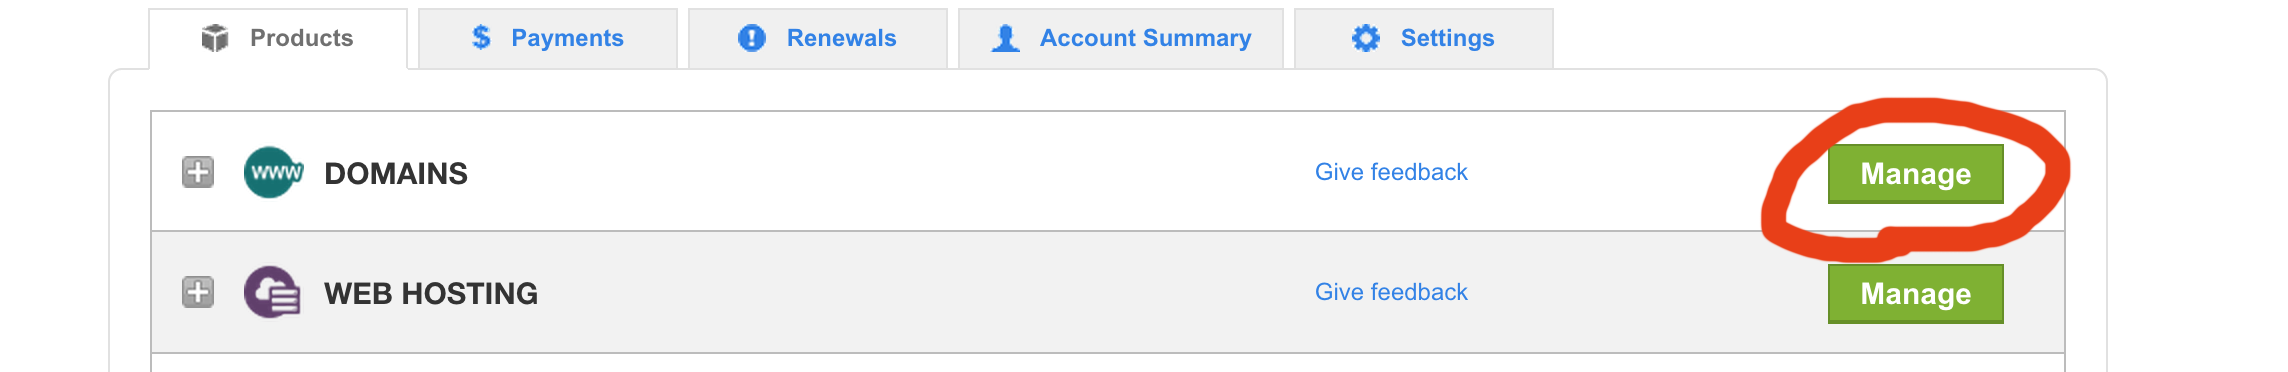 Products $ Payments Renewals Account Summary Settings
www DOMAINS Give feedback Manage
WEB HOSTING Give feedback Manage